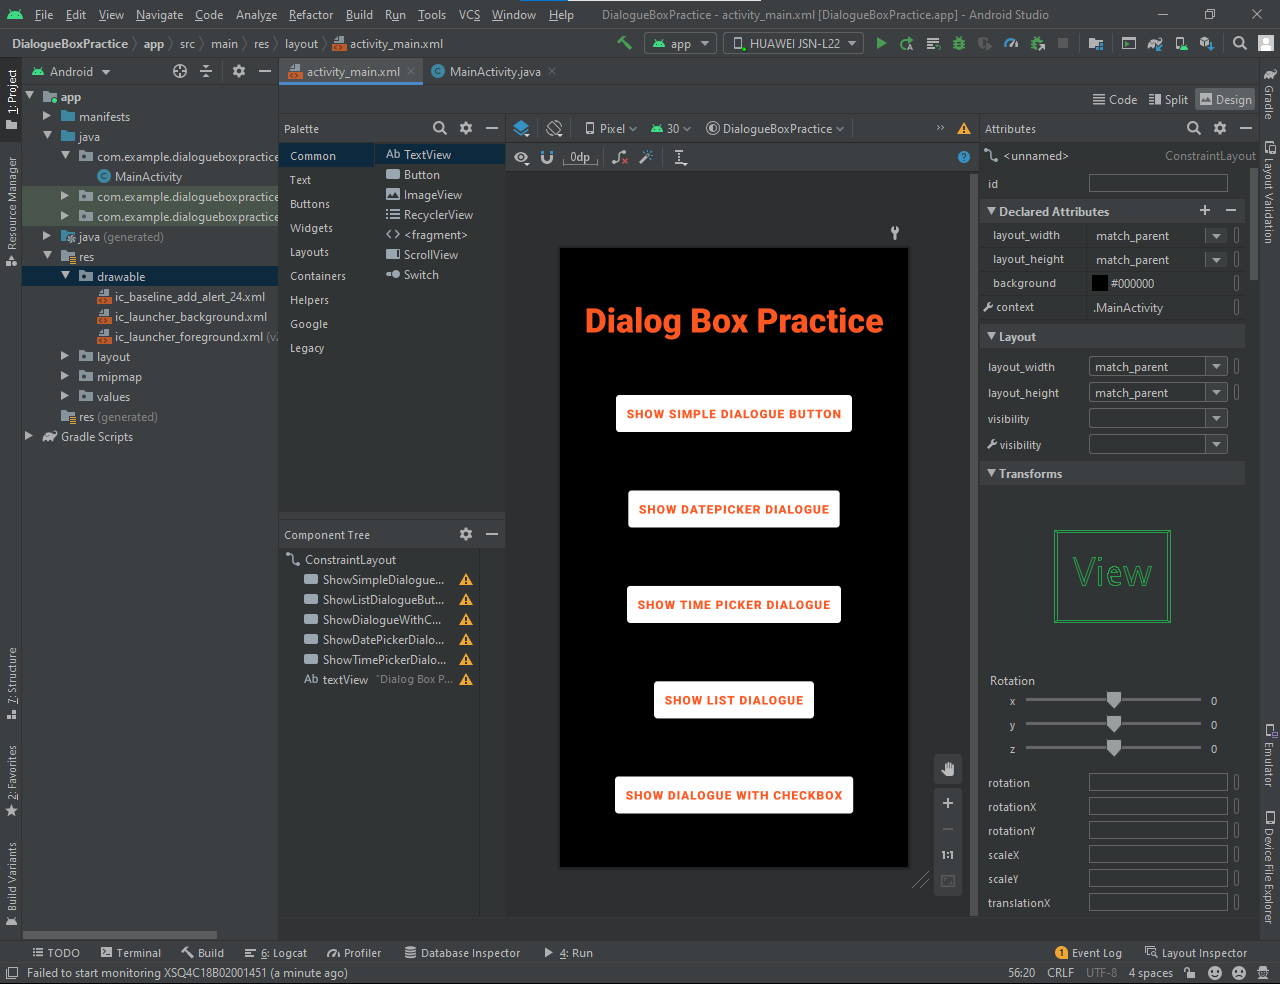 File Edit View Navigate Code Analyze Refactor Build Run Tools VCS Window Help DialogueBoxPractice - activity_main.xml [DialogueBoxPractice.app] - Android Studio
DialogueBoxPractice app src main res layout activity_main.xml app HUAWEI JSN-L22
Android activity_main.xml MainActivity.java
1: Project
Resource Manager
7: Structure
2: Favorites
Build Variants
app
manifests
java
com.example.dialogueboxpractice
MainActivity
com.example.dialogueboxpractice
com.example.dialogueboxpractice
java (generated)
res
drawable
ic_baseline_add_alert_24.xml
ic_launcher_background.xml
ic_launcher_foreground.xml (v
layout
mipmap
values
res (generated)
Gradle Scripts
Code Split Design
Palette
Common
Text
Buttons
Widgets
Layouts
Containers
Helpers
Google
Legacy
Ab TextView
Button
ImageView
RecyclerView
<fragment>
ScrollView
Switch
Component Tree
ConstraintLayout
ShowSimpleDialogue...
ShowListDialogueBut...
ShowDialogueWithC...
ShowDatePickerDialo...
ShowTimePickerDialo...
Ab textView "Dialog Box P...
Pixel 30 DialogueBoxPractice
0dp
Dialog Box Practice
SHOW SIMPLE DIALOGUE BUTTON
SHOW DATEPICKER DIALOGUE
SHOW TIME PICKER DIALOGUE
SHOW LIST DIALOGUE
SHOW DIALOGUE WITH CHECKBOX
1:1
Attributes
<unnamed> ConstraintLayout
id
Declared Attributes
layout_width match_parent
layout_height match_parent
background #000000
context .MainActivity
Layout
layout_width match_parent
layout_height match_parent
visibility
visibility
Transforms
View
Rotation
x 0
y 0
z 0
rotation
rotationX
rotationY
scaleX
scaleY
translationX
Gradle
Layout Validation
Emulator
Device File Explorer
TODO Terminal Build 6: Logcat Profiler Database Inspector 4: Run 1 Event Log Layout Inspector
Failed to start monitoring XSQ4C18B02001451 (a minute ago) 56:20 CRLF UTF-8 4 spaces